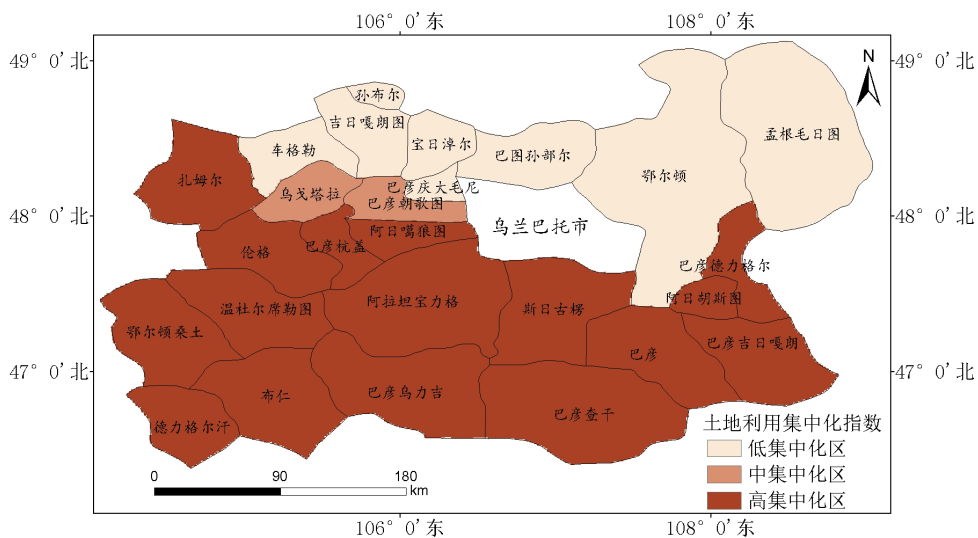 106° 0′东 108° 0′东
49° 0′北 49° 0′北
N
孙布尔
吉日嘎朗图
孟根毛日图
车格勒
宝日淖尔
巴图孙部尔
扎姆尔
鄂尔顿
乌戈塔拉
巴彦庆大毛尼
巴彦朝歌图
48° 0′北 48° 0′北
乌兰巴托市
阿日噶狼图
伦格
巴彦杭盖
巴彦德力格尔
阿日胡斯图
温杜尔席勒图
阿拉坦宝力格
斯日古楞
鄂尔顿桑土
巴彦
巴彦吉日嘎朗
47° 0′北 47° 0′北
布仁
巴彦乌力吉
巴彦查干
德力格尔汗
土地利用集中化指数
低集中化区
中集中化区
高集中化区
0 90 180
km
106° 0′东 108° 0′东